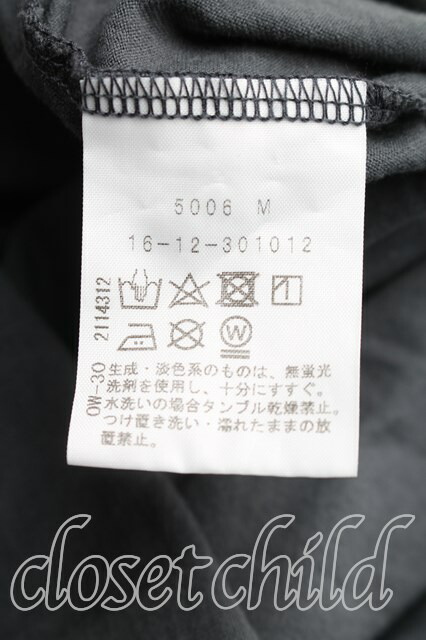 5006 M
16-12-301012
OW-30 2114312
W
生成・淡色系のものは、無蛍光
洗剤を使用し、十分にすすぐ。
水洗いの場合タンブル乾燥禁止。
つけ置き洗い・濡れたままの放
置禁止。
closetchild